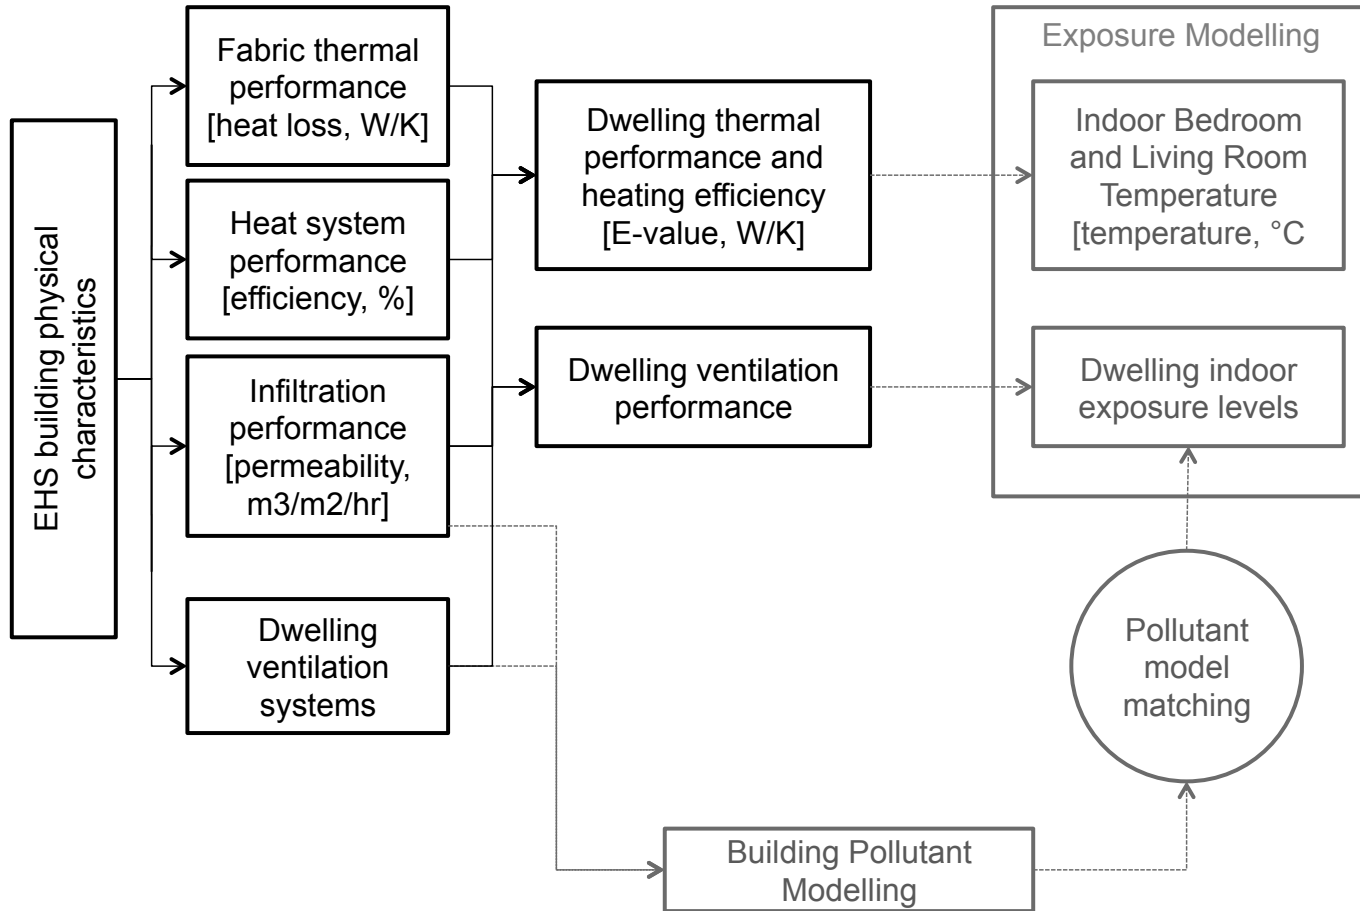 EHS building physical
characteristics
Fabric thermal
performance
[heat loss, W/K]
Heat system
performance
[efficiency, %]
Infiltration
performance
[permeability,
m3/m2/hr]
Dwelling
ventilation
systems
Dwelling thermal
performance and
heating efficiency
[E-value, W/K]
Dwelling ventilation
performance
Exposure Modelling
Indoor Bedroom
and Living Room
Temperature
[temperature, °C
Dwelling indoor
exposure levels
Pollutant
model
matching
Building Pollutant
Modelling